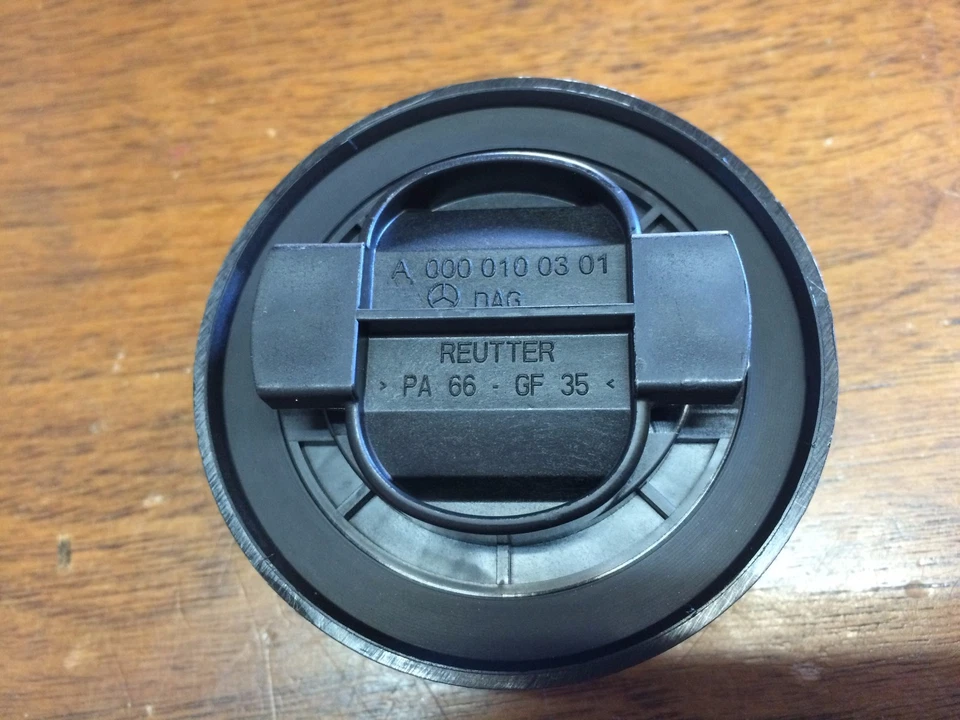 A 000 010 03 01
DAG
REUTTER
> PA 66 - GF 35 <